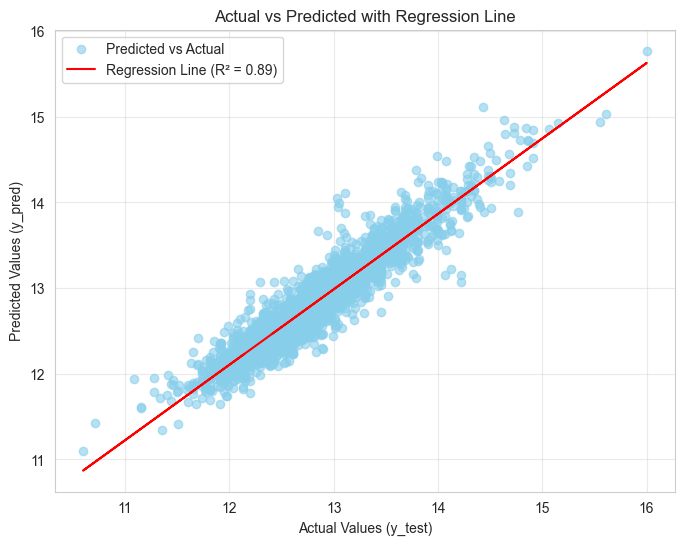 Actual vs Predicted with Regression Line
Predicted vs Actual
Regression Line (R² = 0.89)
Predicted Values (y_pred)
16
15
14
13
12
11
11 12 13 14 15 16
Actual Values (y_test)